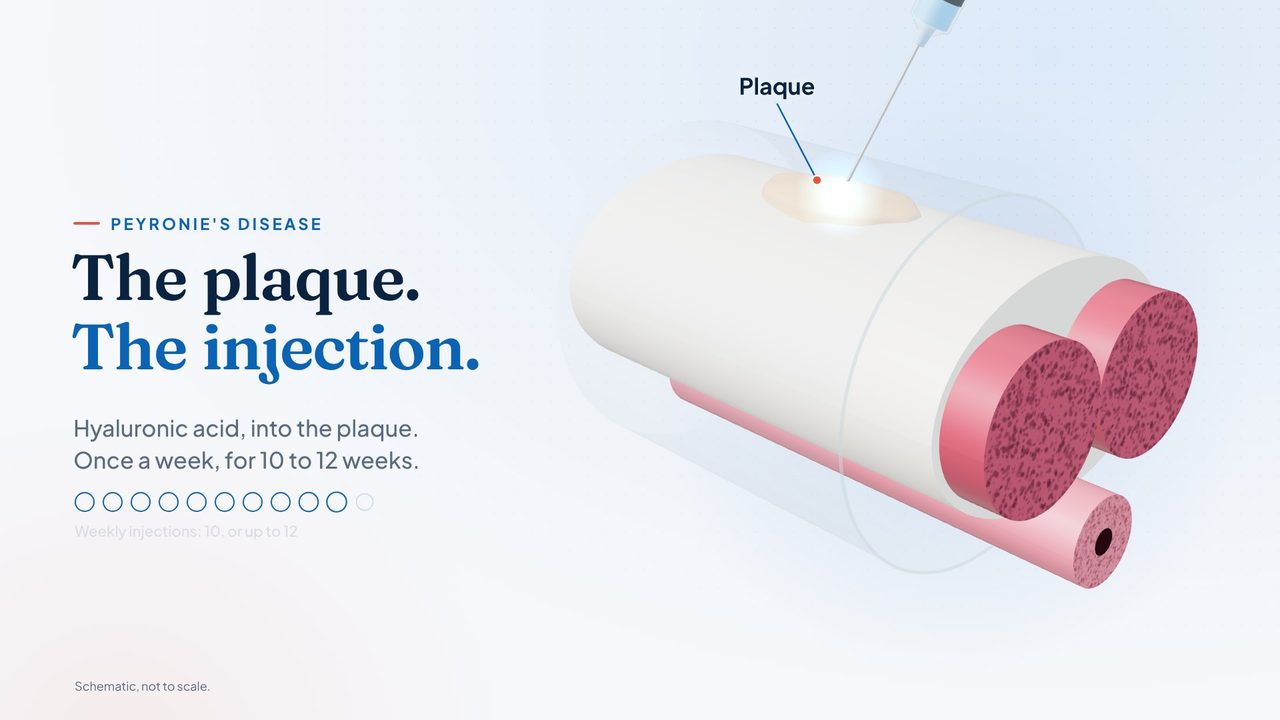 Plaque
PEYRONIE'S DISEASE
The plaque.
The injection.
Hyaluronic acid, into the plaque.
Once a week, for 10 to 12 weeks.
Weekly injections: 10, or up to 12
Schematic, not to scale.